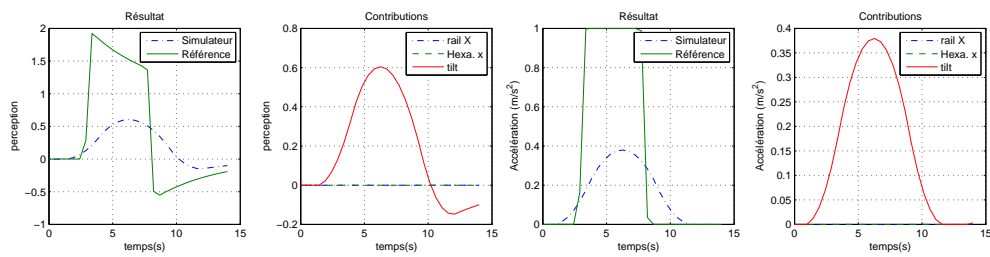 Résultat
Simulateur
Référence
perception
2
1.5
1
0.5
0
−0.5
−1
0
5
10
15
temps(s)
Contributions
rail X
Hexa. x
tilt
perception
0.8
0.6
0.4
0.2
0
−0.2
0
5
10
15
temps(s)
Résultat
Simulateur
Référence
Accélération (m/s²)
1
0.8
0.6
0.4
0.2
0
0
5
10
15
temps(s)
Contributions
rail X
Hexa. x
tilt
Accélération (m/s²)
0.4
0.35
0.3
0.25
0.2
0.15
0.1
0.05
0
0
5
10
15
temps(s)